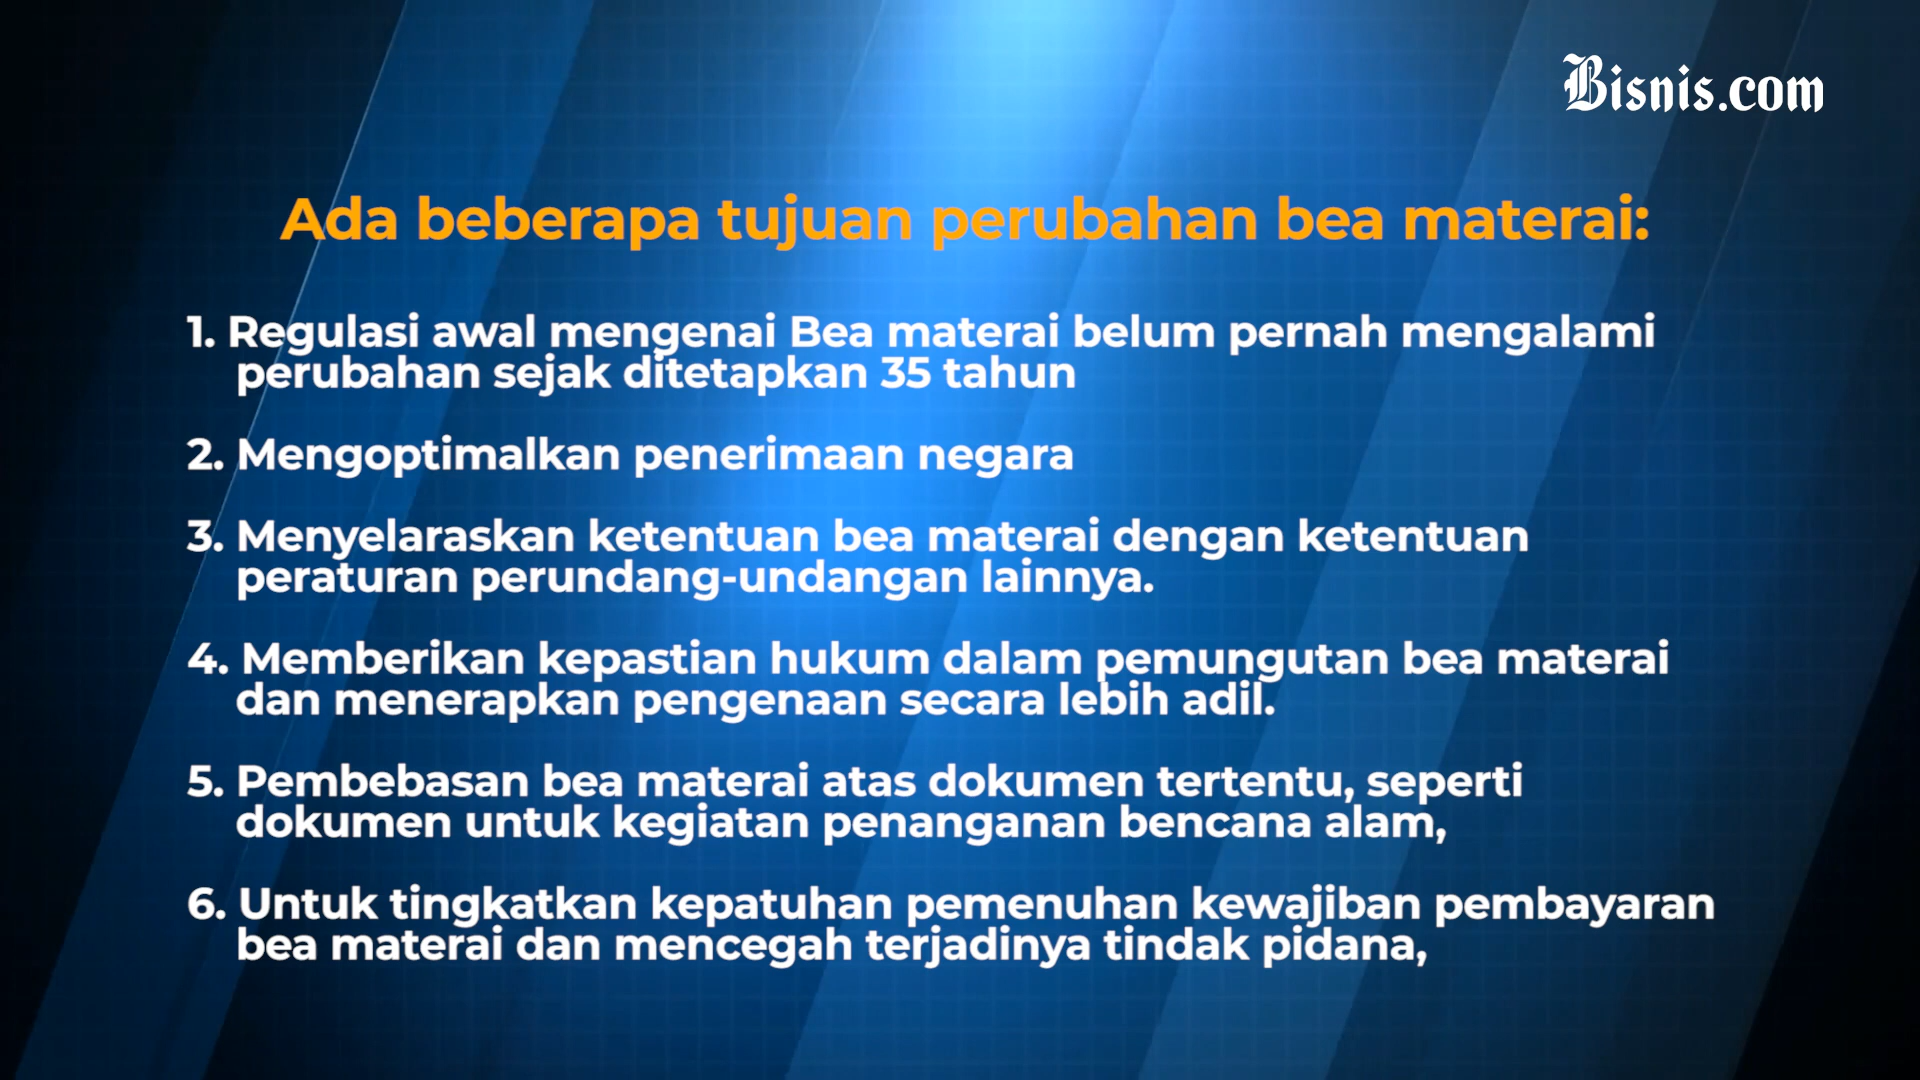 Bisnis.com
Ada beberapa tujuan perubahan bea materai:
1. Regulasi awal mengenai Bea materai belum pernah mengalami
perubahan sejak ditetapkan 35 tahun
2. Mengoptimalkan penerimaan negara
3. Menyelaraskan ketentuan bea materai dengan ketentuan
peraturan perundang-undangan lainnya.
4. Memberikan kepastian hukum dalam pemungutan bea materai
dan menerapkan pengenaan secara lebih adil.
5. Pembebasan bea materai atas dokumen tertentu, seperti
dokumen untuk kegiatan penanganan bencana alam,
6. Untuk tingkatkan kepatuhan pemenuhan kewajiban pembayaran
bea materai dan mencegah terjadinya tindak pidana,